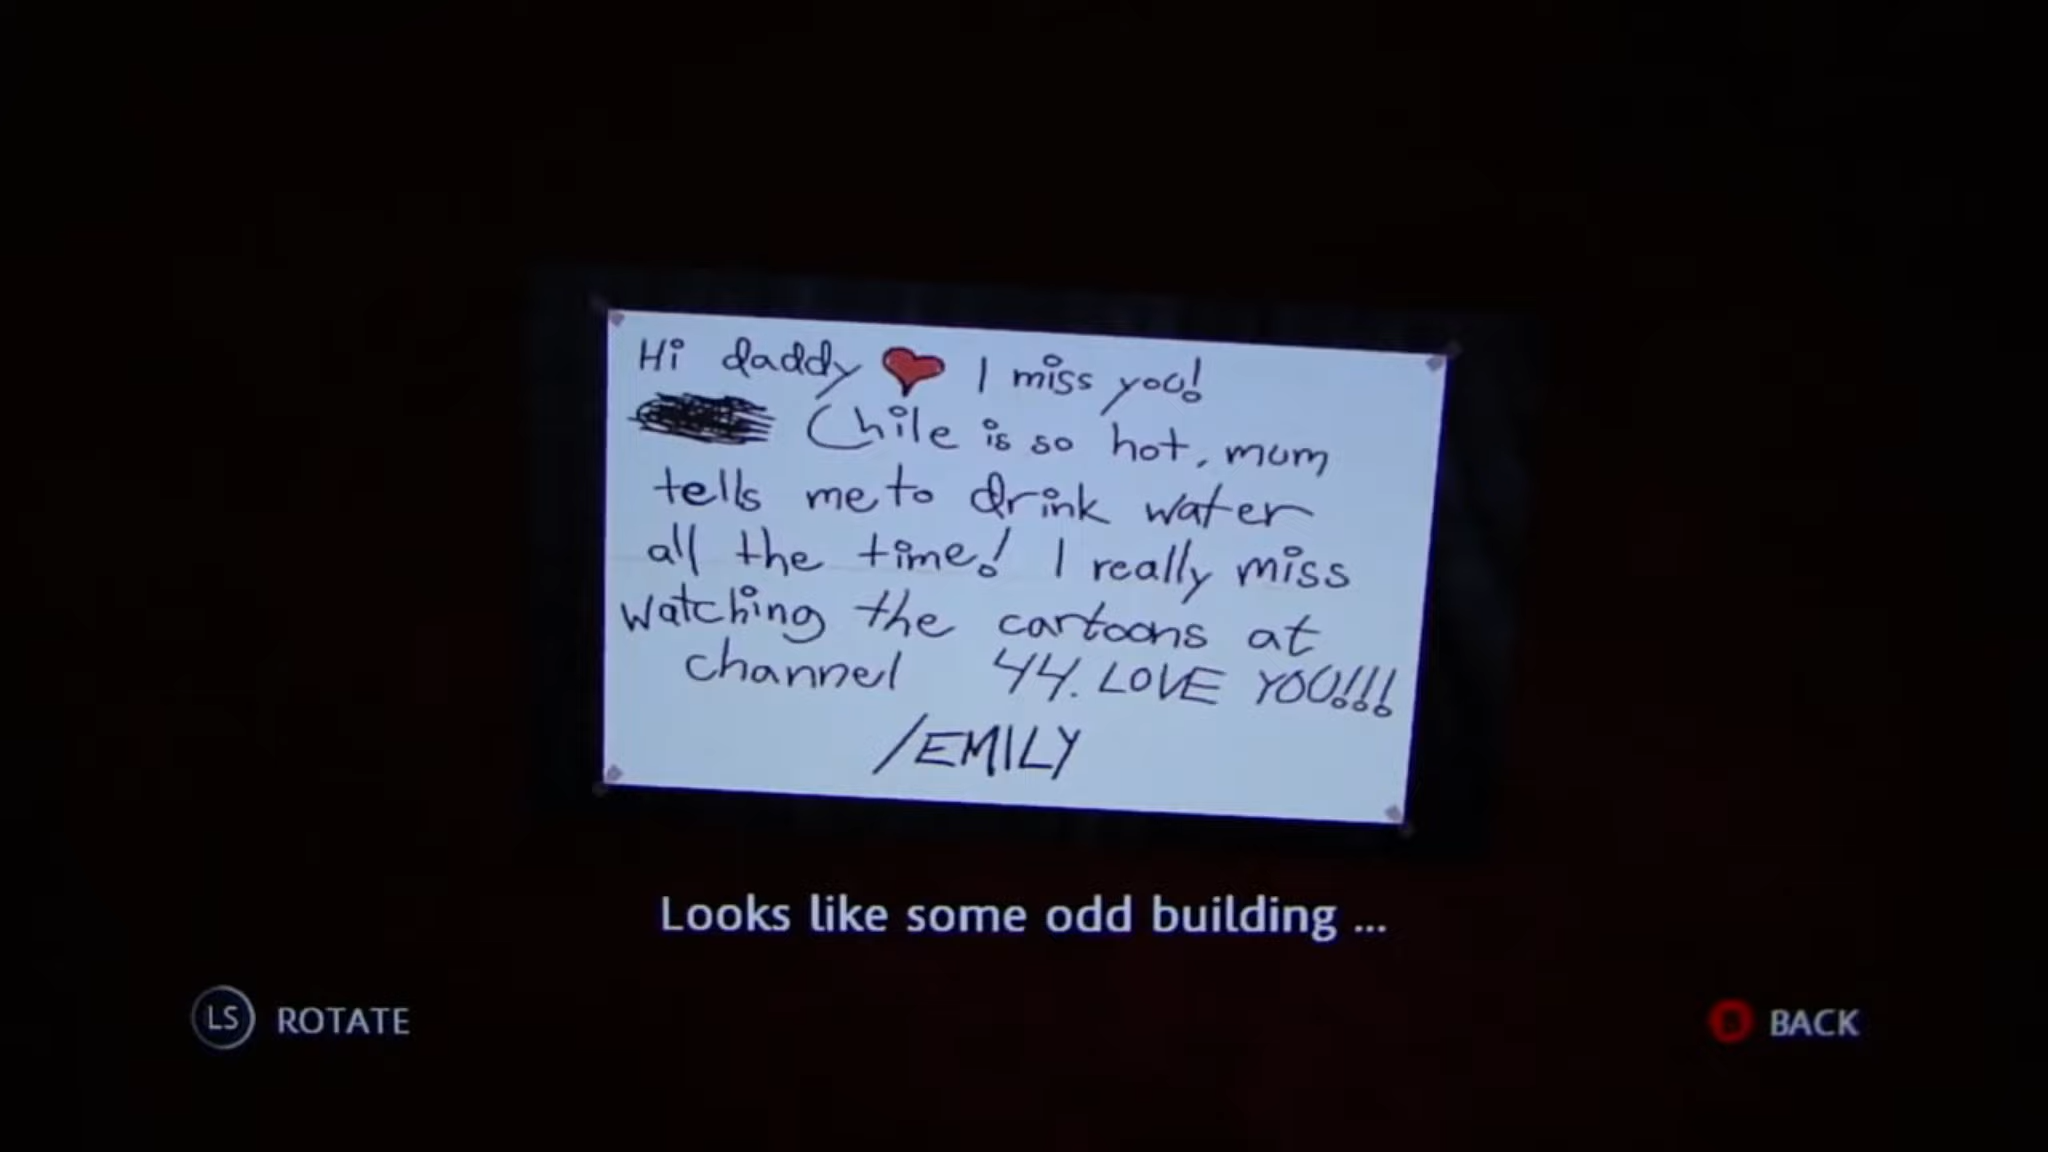 Hi daddy I miss you!
Chile is so hot, mum
tells me to drink water
all the time! I really miss
watching the cartoons at
channel 44. LOVE YOU!!!
/EMILY
Looks like some odd building ...
LS ROTATE
BACK